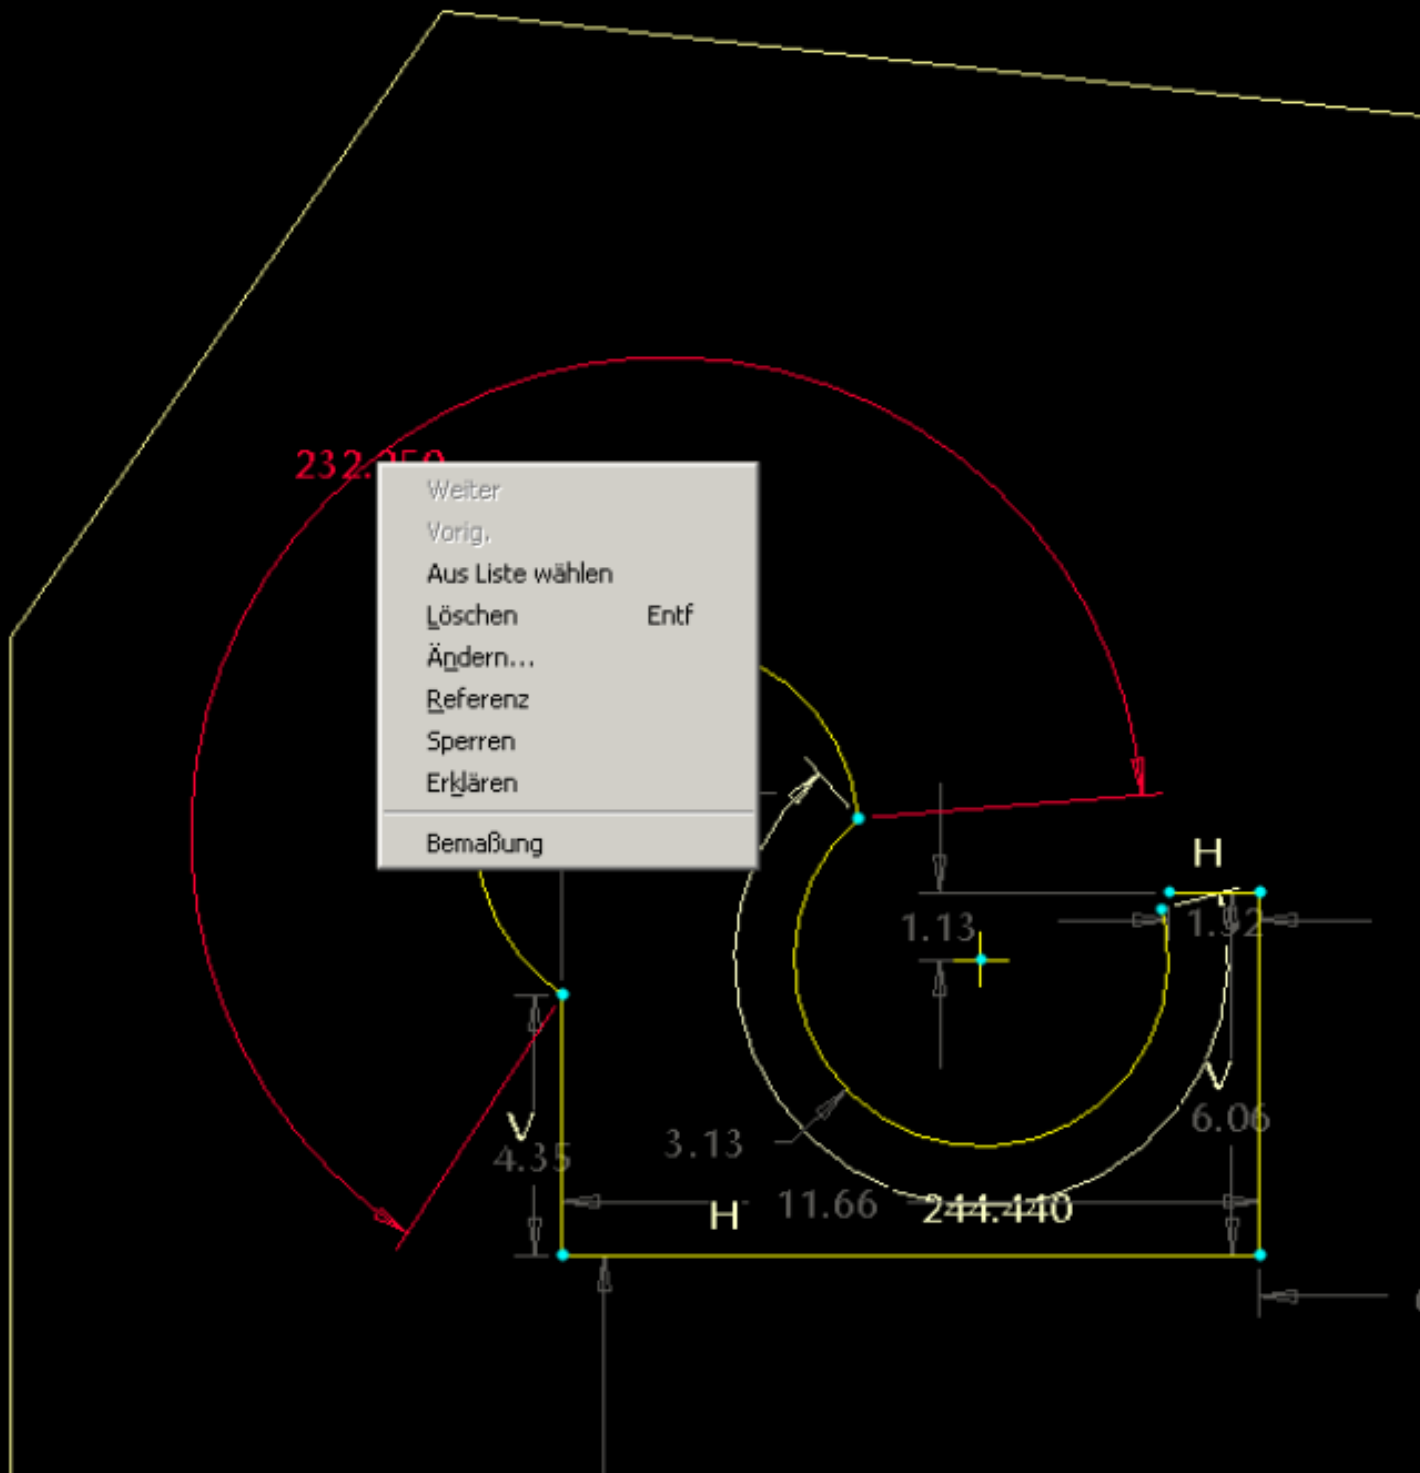 Weiter
Vorig.
Aus Liste wählen
Löschen Entf
Ändern...
Referenz
Sperren
Erklären
Bemaßung
H
1.13
V
6.06
V
4.35
3.13
11.66
H
244.440